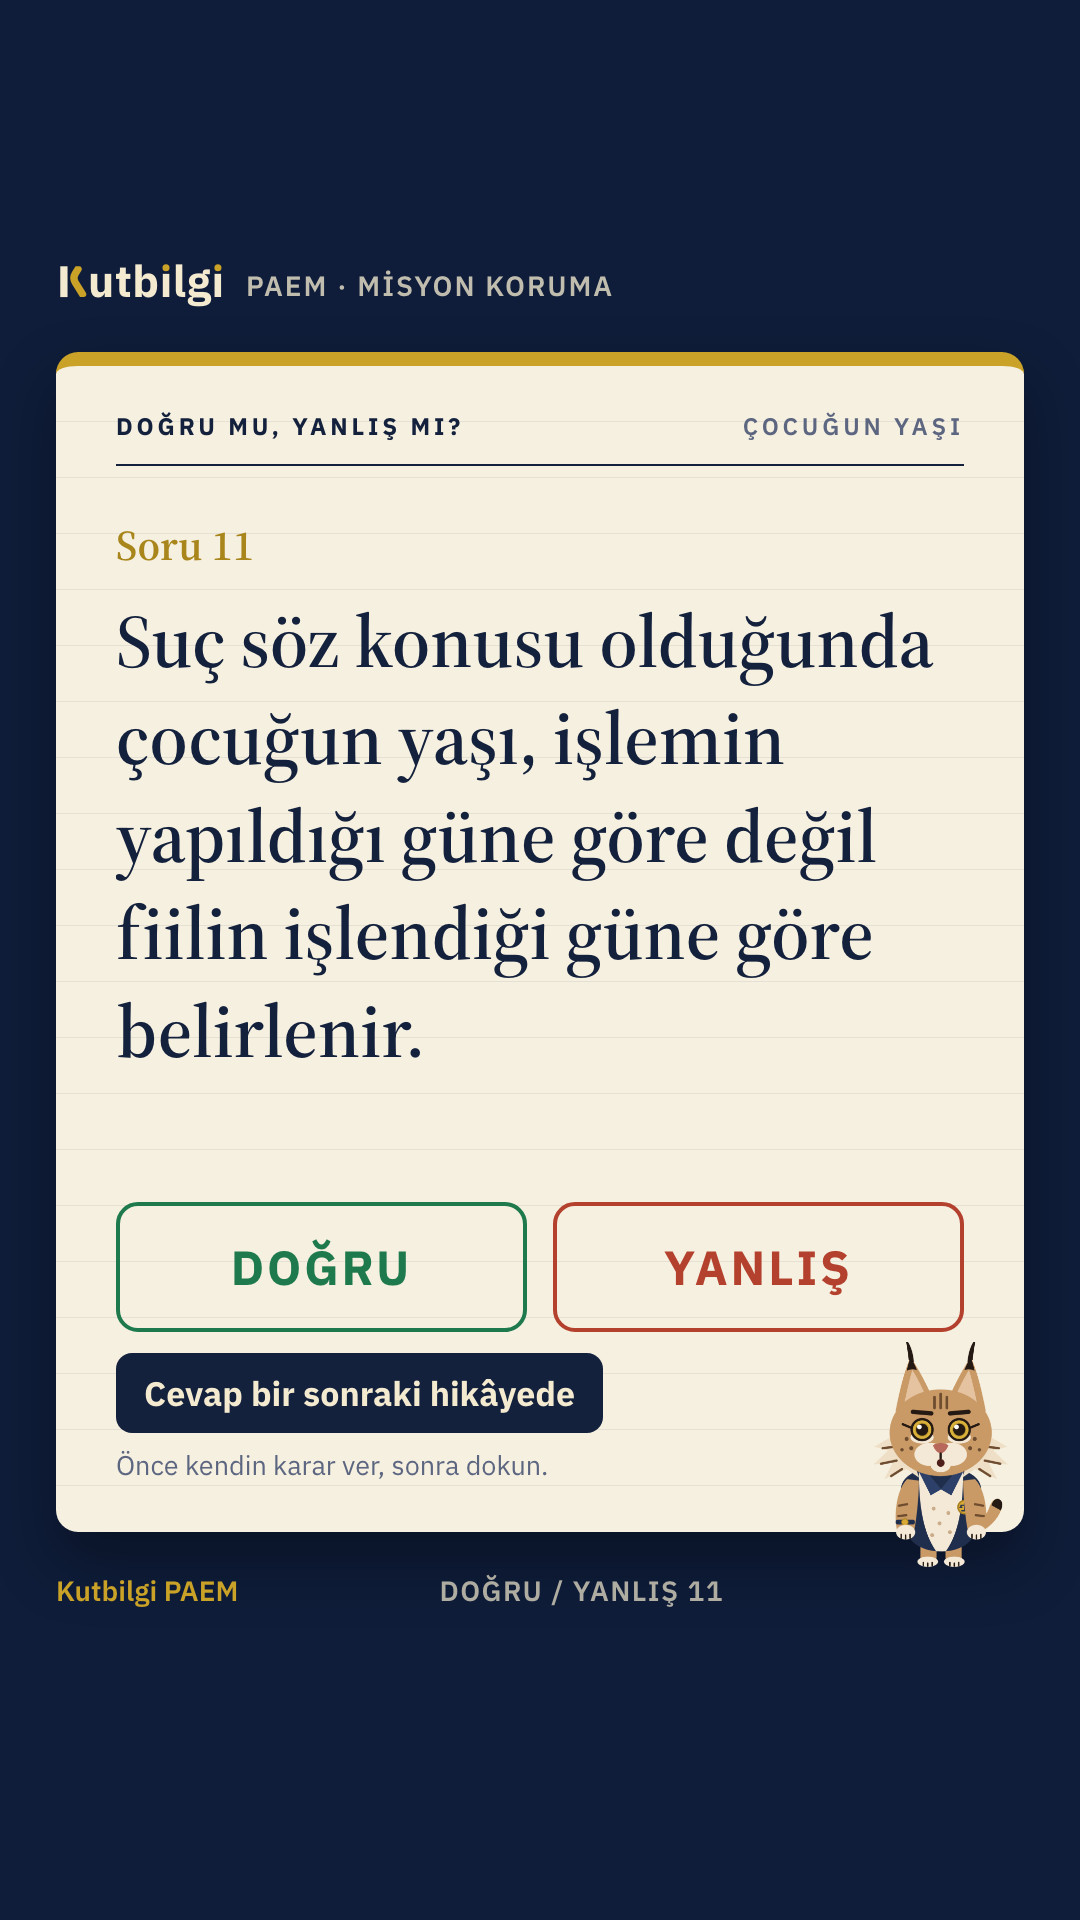 Kutbilgi PAEM · MİSYON KORUMA
DOĞRU MU, YANLIŞ MI? ÇOCUĞUN YAŞI
Soru 11
Suç söz konusu olduğunda
çocuğun yaşı, işlemin
yapıldığı güne göre değil
fiilin işlendiği güne göre
belirlenir.
DOĞRU YANLIŞ
Cevap bir sonraki hikâyede
Önce kendin karar ver, sonra dokun.
Kutbilgi PAEM DOĞRU / YANLIŞ 11